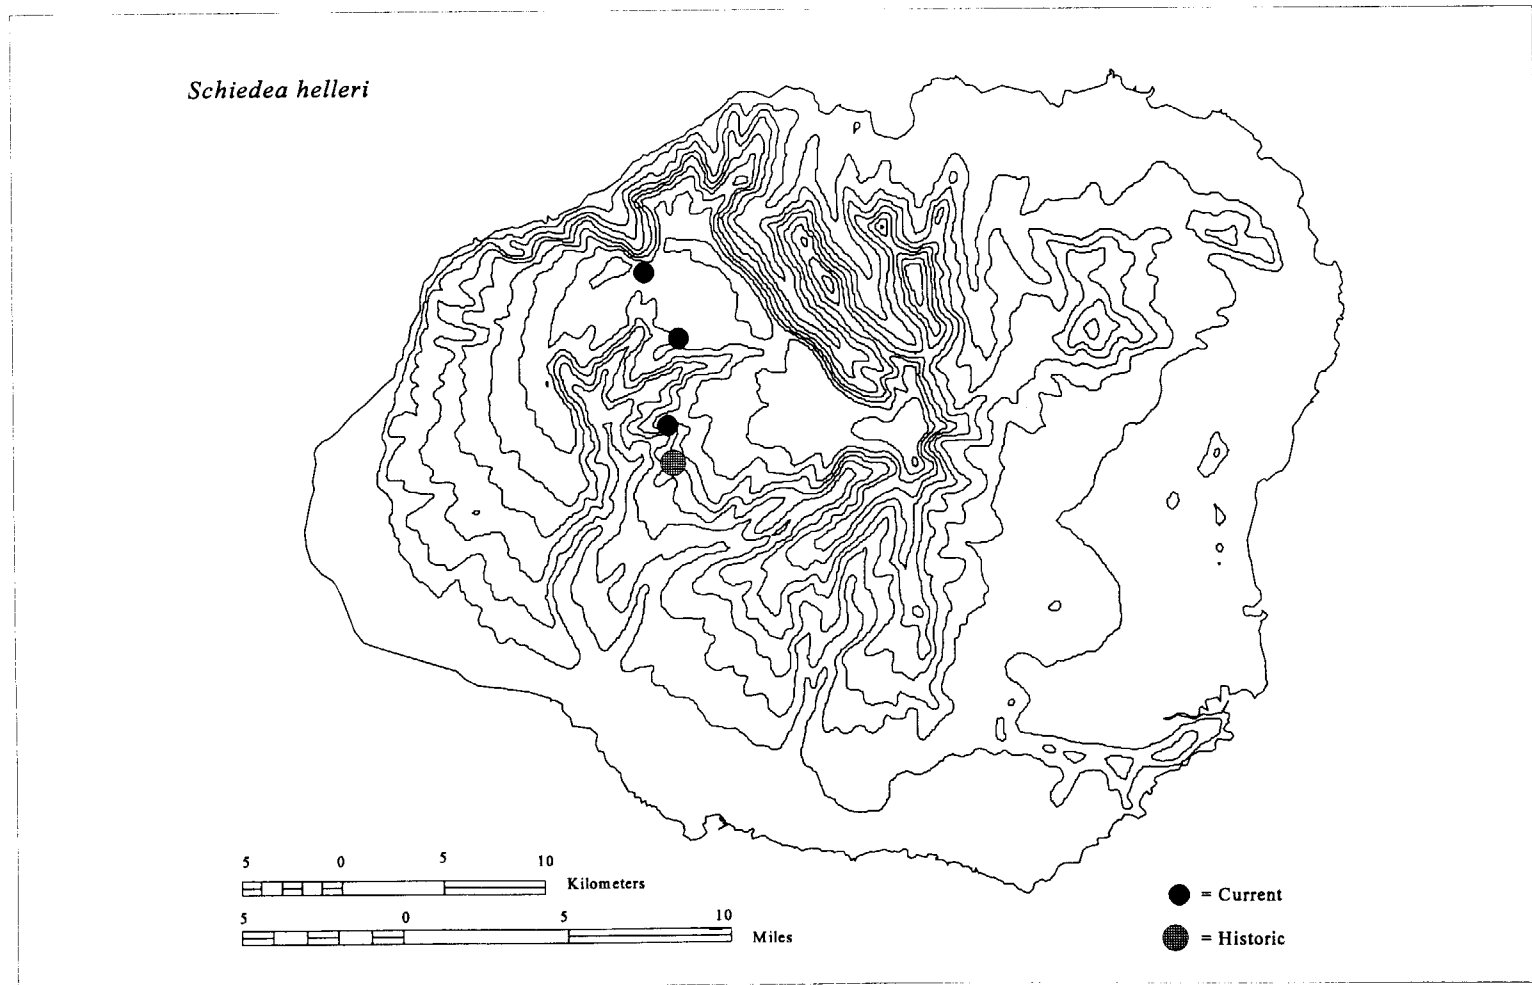 Schiedea helleri
5 0 5 10
Kilometers
5 0 5 10
Miles
= Current
= Historic